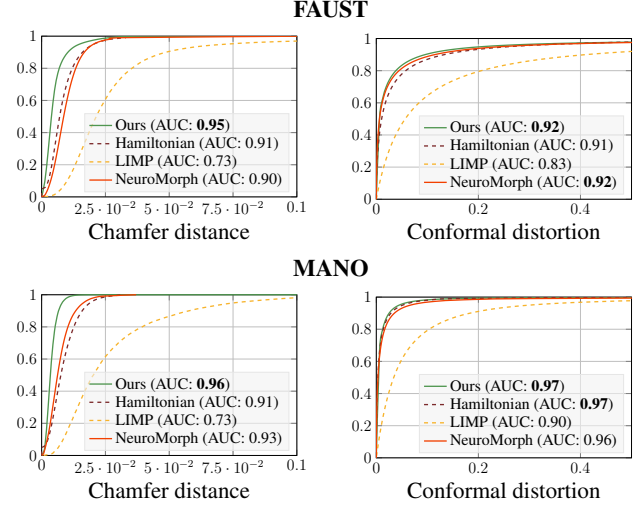 FAUST
1
0.8
0.6
0.4
0.2
0
Ours (AUC: 0.95)
Hamiltonian (AUC: 0.91)
LIMP (AUC: 0.73)
NeuroMorph (AUC: 0.90)
0 2.5 · 10⁻² 5 · 10⁻² 7.5 · 10⁻² 0.1
Chamfer distance
1
0.8
0.6
0.4
0.2
0
Ours (AUC: 0.92)
Hamiltonian (AUC: 0.91)
LIMP (AUC: 0.83)
NeuroMorph (AUC: 0.92)
0 0.2 0.4
Conformal distortion
MANO
1
0.8
0.6
0.4
0.2
0
Ours (AUC: 0.96)
Hamiltonian (AUC: 0.91)
LIMP (AUC: 0.73)
NeuroMorph (AUC: 0.93)
0 2.5 · 10⁻² 5 · 10⁻² 7.5 · 10⁻² 0.1
Chamfer distance
1
0.8
0.6
0.4
0.2
0
Ours (AUC: 0.97)
Hamiltonian (AUC: 0.97)
LIMP (AUC: 0.90)
NeuroMorph (AUC: 0.96)
0 0.2 0.4
Conformal distortion